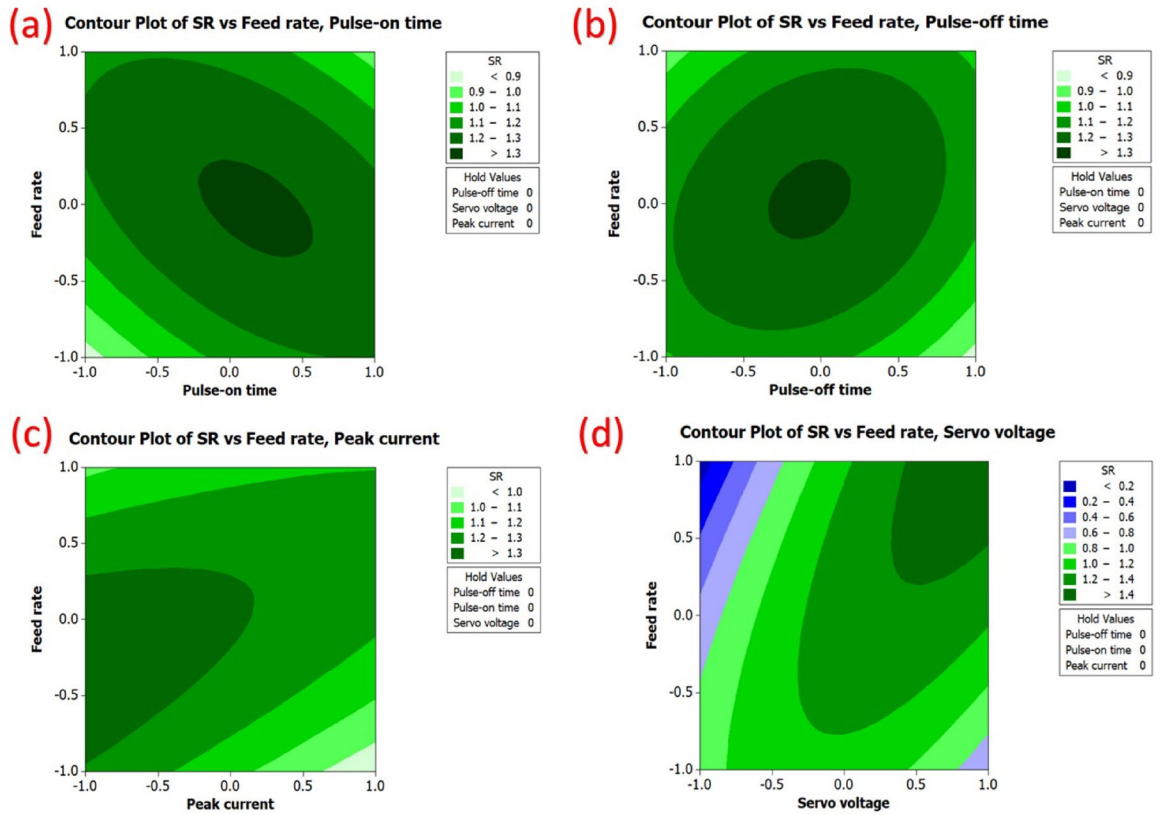 (a) Contour Plot of SR vs Feed rate, Pulse-on time
SR
< 0.9
0.9 – 1.0
1.0 – 1.1
1.1 – 1.2
1.2 – 1.3
> 1.3
Hold Values
Pulse-off time 0
Servo voltage 0
Peak current 0
Feed rate
1.0
0.5
0.0
-0.5
-1.0
-1.0 -0.5 0.0 0.5 1.0
Pulse-on time
(b) Contour Plot of SR vs Feed rate, Pulse-off time
SR
< 0.9
0.9 – 1.0
1.0 – 1.1
1.1 – 1.2
1.2 – 1.3
> 1.3
Hold Values
Pulse-on time 0
Servo voltage 0
Peak current 0
Feed rate
1.0
0.5
0.0
-0.5
-1.0
-1.0 -0.5 0.0 0.5 1.0
Pulse-off time
(c) Contour Plot of SR vs Feed rate, Peak current
SR
< 1.0
1.0 – 1.1
1.1 – 1.2
1.2 – 1.3
> 1.3
Hold Values
Pulse-off time 0
Pulse-on time 0
Servo voltage 0
Feed rate
1.0
0.5
0.0
-0.5
-1.0
-1.0 -0.5 0.0 0.5 1.0
Peak current
(d) Contour Plot of SR vs Feed rate, Servo voltage
SR
< 0.2
0.2 – 0.4
0.4 – 0.6
0.6 – 0.8
0.8 – 1.0
1.0 – 1.2
1.2 – 1.4
> 1.4
Hold Values
Pulse-off time 0
Pulse-on time 0
Peak current 0
Feed rate
1.0
0.5
0.0
-0.5
-1.0
-1.0 -0.5 0.0 0.5 1.0
Servo voltage